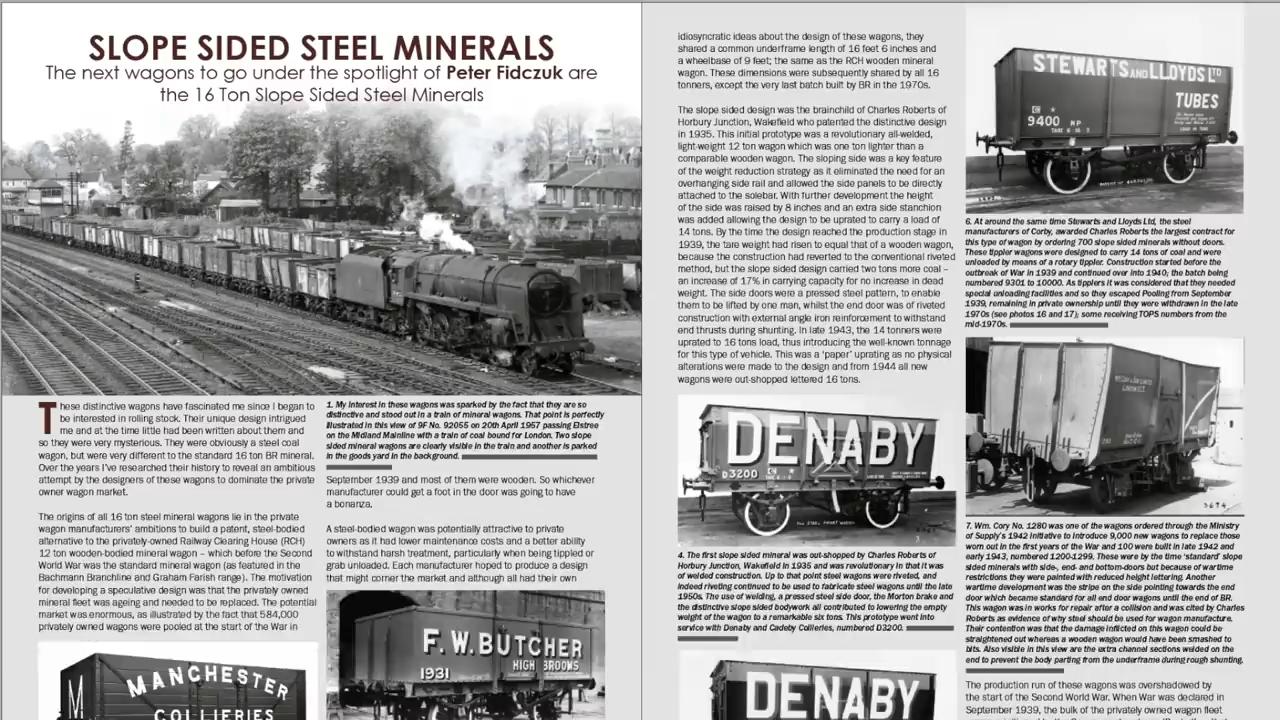 SLOPE SIDED STEEL MINERALS
The next wagons to go under the spotlight of Peter Fidczuk are
the 16 Ton Slope Sided Steel Minerals
These distinctive wagons have fascinated me since I began to
be interested in rolling stock. Their unique design intrigued
me and at the time little had been written about them and
so they were very mysterious. They were obviously a steel coal
wagon, but were very different to the standard 16 ton BR mineral.
Over the years I've researched their history to reveal an ambitious
attempt by the designers of these wagons to dominate the private
owner wagon market.
The origins of all 16 ton steel mineral wagons lie in the private
wagon manufacturers' ambitions to build a patent, steel-bodied
alternative to the privately-owned Railway Clearing House (RCH)
12 ton wooden-bodied mineral wagon – which before the Second
World War was the standard mineral wagon (as featured in the
Bachmann Branchline and Graham Farish range). The motivation
for developing a speculative design was that the privately owned
mineral fleet was ageing and needed to be replaced. The potential
market was enormous, as illustrated by the fact that 584,000
privately owned wagons were pooled at the start of the War in
M
MANCHESTER
COLLIERIES
1. My interest in these wagons was sparked by the fact that they are so
distinctive and stood out in a train of mineral wagons. That point is perfectly
illustrated in this view of 9F No. 92055 on 20th April 1957 passing Elstree
on the Midland Mainline with a train of coal bound for London. Two slope
sided mineral wagons are clearly visible in the train and another is parked
in the goods yard in the background.
September 1939 and most of them were wooden. So whichever
manufacturer could get a foot in the door was going to have
a bonanza.
A steel-bodied wagon was potentially attractive to private
owners as it had lower maintenance costs and a better ability
to withstand harsh treatment, particularly when being tippled or
grab unloaded. Each manufacturer hoped to produce a design
that might corner the market and although all had their own
F.W.BUTCHER
HIGH BROOMS
1931
idiosyncratic ideas about the design of these wagons, they
shared a common underframe length of 16 feet 6 inches and
a wheelbase of 9 feet; the same as the RCH wooden mineral
wagon. These dimensions were subsequently shared by all 16
tonners, except the very last batch built by BR in the 1970s.
The slope sided design was the brainchild of Charles Roberts of
Horbury Junction, Wakefield who patented the distinctive design
in 1935. This initial prototype was a revolutionary all-welded,
light-weight 12 ton wagon which was one ton lighter than a
comparable wooden wagon. The sloping side was a key feature
of the weight reduction strategy as it eliminated the need for an
overhanging side rail and allowed the side panels to be directly
attached to the solebar. With further development the height
of the side was raised by 8 inches and an extra side stanchion
was added allowing the design to be uprated to carry a load of
14 tons. By the time the design reached the production stage in
1939, the tare weight had risen to equal that of a wooden wagon,
because the construction had reverted to the conventional riveted
method, but the slope sided design carried two tons more coal –
an increase of 17% in carrying capacity for no increase in dead
weight. The side doors were a pressed steel pattern, to enable
them to be lifted by one man, whilst the end door was of riveted
construction with external angle iron reinforcement to withstand
end thrusts during shunting. In late 1943, the 14 tonners were
uprated to 16 tons load, thus introducing the well-known tonnage
for this type of vehicle. This was a 'paper' uprating as no physical
alterations were made to the design and from 1944 all new
wagons were out-shopped lettered 16 tons.
DENABY
D3200
4. The first slope sided mineral was out-shopped by Charles Roberts of
Horbury Junction, Wakefield in 1935 and was revolutionary in that it was
of welded construction. Up to that point steel wagons were riveted, and
indeed riveting continued to be used to fabricate steel wagons until the late
1950s. The use of welding, a pressed steel side door, the Morton brake and
the distinctive slope sided bodywork all contributed to lowering the empty
weight of the wagon to a remarkable six tons. This prototype went into
service with Denaby and Cadeby Collieries, numbered D3200.
DENABY
STEWARTS AND LLOYDS LTD
TUBES
9400 NP
6. At around the same time Stewarts and Lloyds Ltd, the steel
manufacturers of Corby, awarded Charles Roberts the largest contract for
this type of wagon by ordering 700 slope sided minerals without doors.
These tippler wagons were designed to carry 14 tons of coal and were
unloaded by means of a rotary tippler. Construction started before the
outbreak of War in 1939 and continued over into 1940; the batch being
numbered 9301 to 10000. As tipplers it was considered that they needed
special unloading facilities and so they escaped Pooling from September
1939, remaining in private ownership until they were withdrawn in the late
1970s (see photos 16 and 17); some receiving TOPS numbers from the
mid-1970s.
7. Wm. Cory No. 1280 was one of the wagons ordered through the Ministry
of Supply's 1942 Initiative to Introduce 9,000 new wagons to replace those
worn out in the first years of the War and 100 were built in late 1942 and
early 1943, numbered 1200-1299. These were by the time 'standard' slope
sided minerals with side-, end- and bottom-doors but because of wartime
restrictions they were painted with reduced height lettering. Another
wartime development was the stripe on the side pointing towards the end
door which became standard for all end door wagons until the end of BR.
This wagon was in works for repair after a collision and was cited by Charles
Roberts as evidence of why steel should be used for wagon manufacture.
Their contention was that the damage inflicted on this wagon could be
straightened out whereas a wooden wagon would have been smashed to
bits. Also visible in this view are the extra channel sections welded on the
end to prevent the body parting from the underframe during rough shunting.
The production run of these wagons was overshadowed by
the start of the Second World War. When War was declared in
September 1939, the bulk of the privately owned wagon fleet